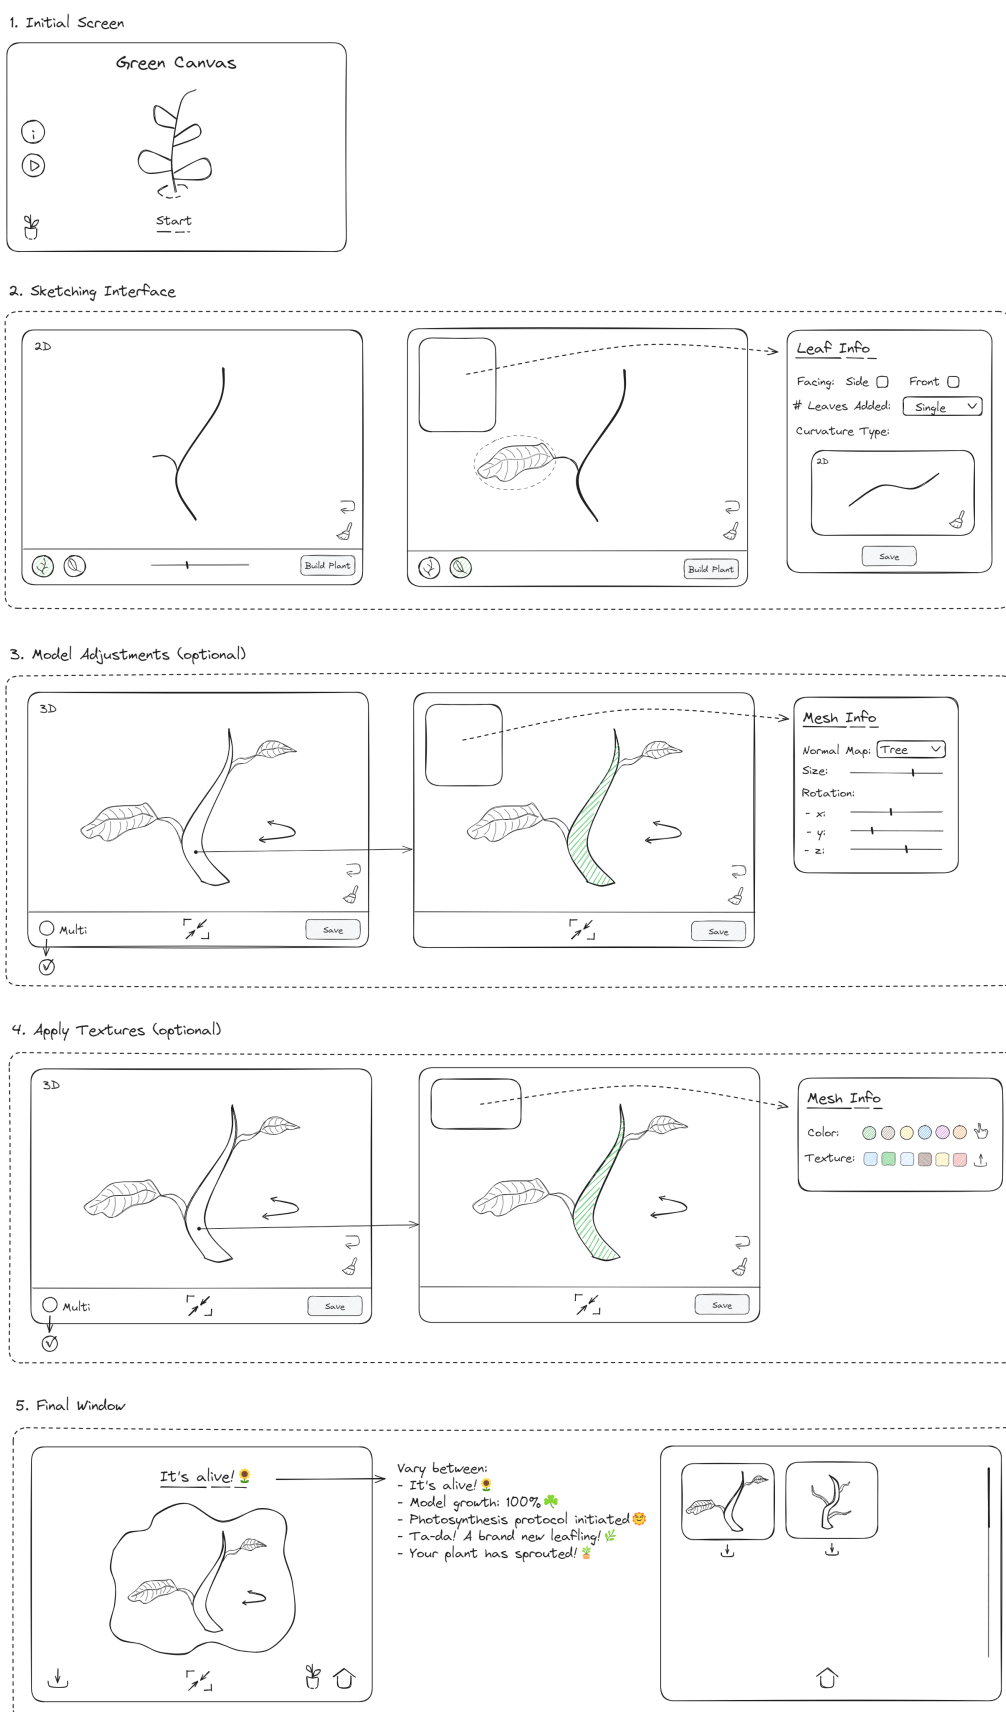 1. Initial Screen
Green Canvas
i
Start
2. Sketching Interface
2D
Build Plant
Build Plant
Leaf Info
Facing: Side Front
# Leaves Added: Single
Curvature Type:
2D
Save
3. Model Adjustments (optional)
3D
Multi
Save
Save
Mesh Info
Normal Map: Tree
Size:
Rotation:
- x:
- y:
- z:
4. Apply Textures (optional)
3D
Multi
Save
Save
Mesh Info
Color:
Texture:
5. Final Window
It's alive! 🌻
Vary between:
- It's alive! 🌻
- Model growth: 100% ☘️
- Photosynthesis protocol initiated 🌞
- Ta-da! A brand new leafling! 🌿
- Your plant has sprouted! 🪴